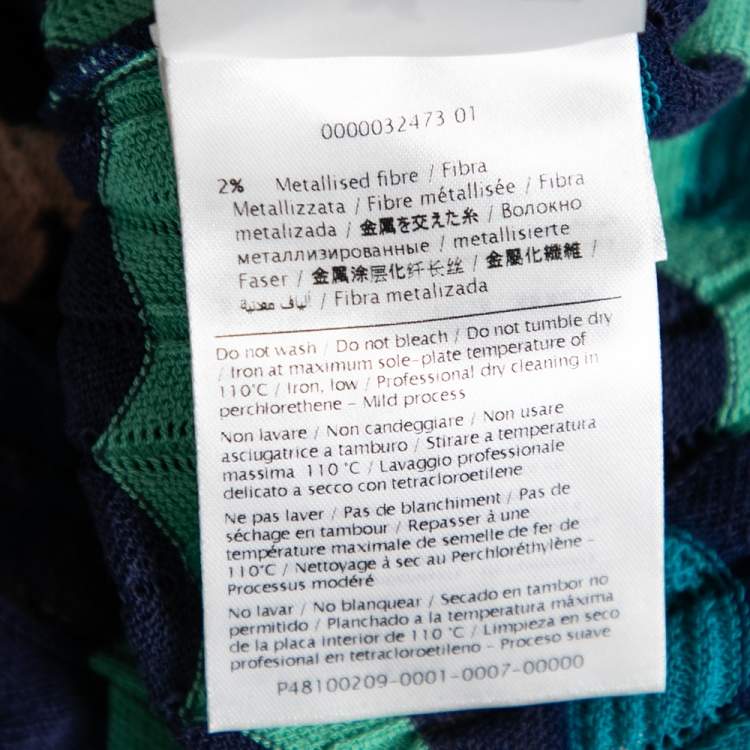 0000032473 01
2% Metallised fibre / Fibra
Metallizzata / Fibre métallisée / Fibra
metalizada / 金属を交えた糸 / Волокно
металлизированные / metallisierte
Faser / 金属涂层化纤长丝 / 金屬化纖維 /
ألياف معدنية / Fibra metalizada
Do not wash / Do not bleach / Do not tumble dry
/ Iron at maximum sole-plate temperature of
110°C / Iron, low / Professional dry cleaning in
perchlorethene – Mild process
Non lavare / Non candeggiare / Non usare
asciugatrice a tamburo / Stirare a temperatura
massima 110 °C / Lavaggio professionale
delicato a secco con tetracloroetilene
Ne pas laver / Pas de blanchiment / Pas de
séchage en tambour / Repasser à une
température maximale de semelle de fer de
110°C / Nettoyage à sec au Perchloréthylène –
Processus modéré
No lavar / No blanquear / Secado en tambor no
permitido / Planchado a la temperatura máxima
de la placa interior de 110 °C / Limpieza en seco
profesional en tetracloroetileno – Proceso suave
P48100209-0001-0007-00000